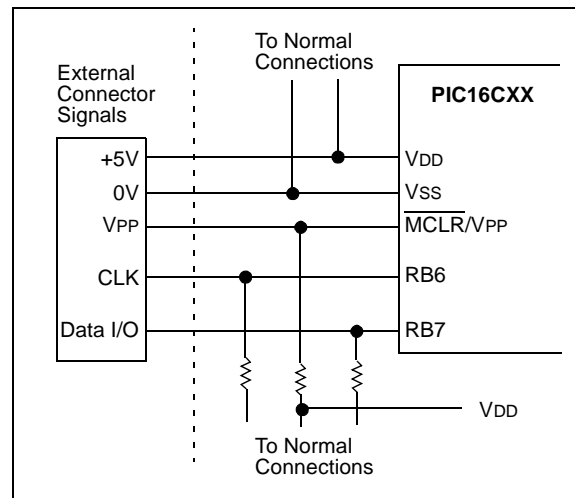 To Normal
Connections
External
Connector
Signals
PIC16CXX
+5V
VDD
0V
VSS
VPP
MCLR/VPP
CLK
RB6
Data I/O
RB7
VDD
To Normal
Connections